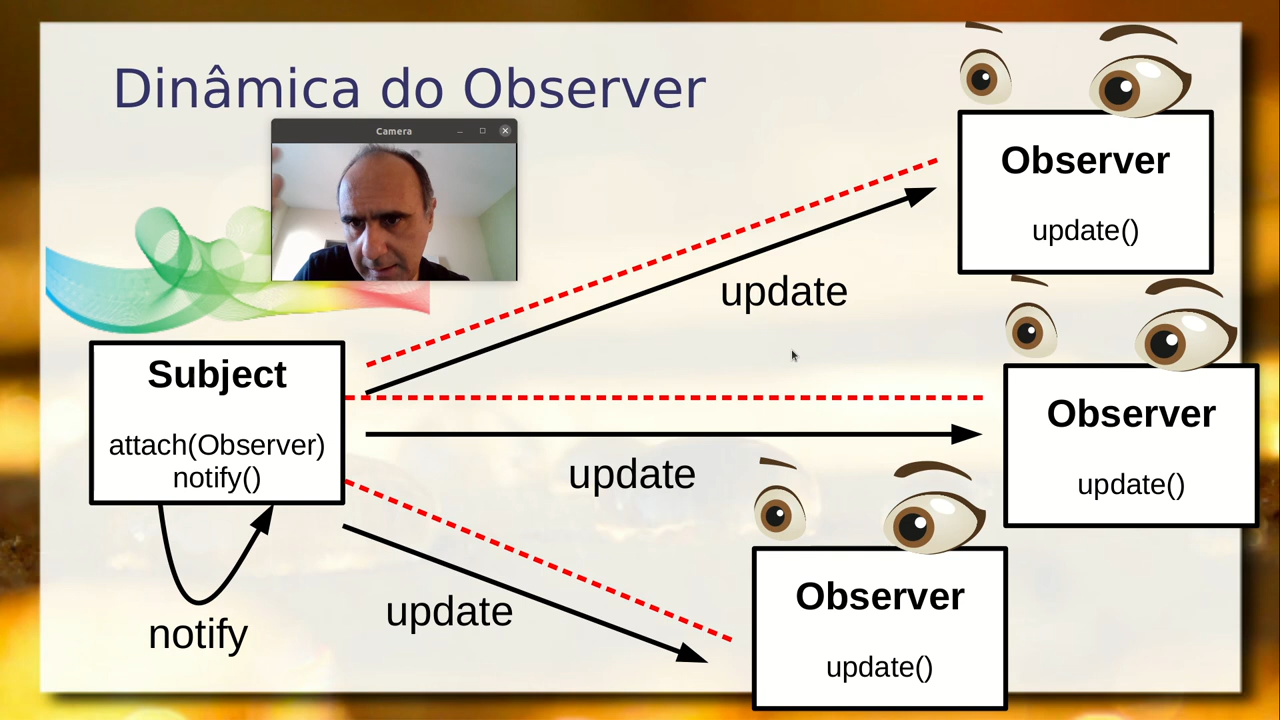 Dinâmica do Observer
Camera
Observer
update()
update
Subject
attach(Observer)
notify()
Observer
update()
update
notify
update
Observer
update()